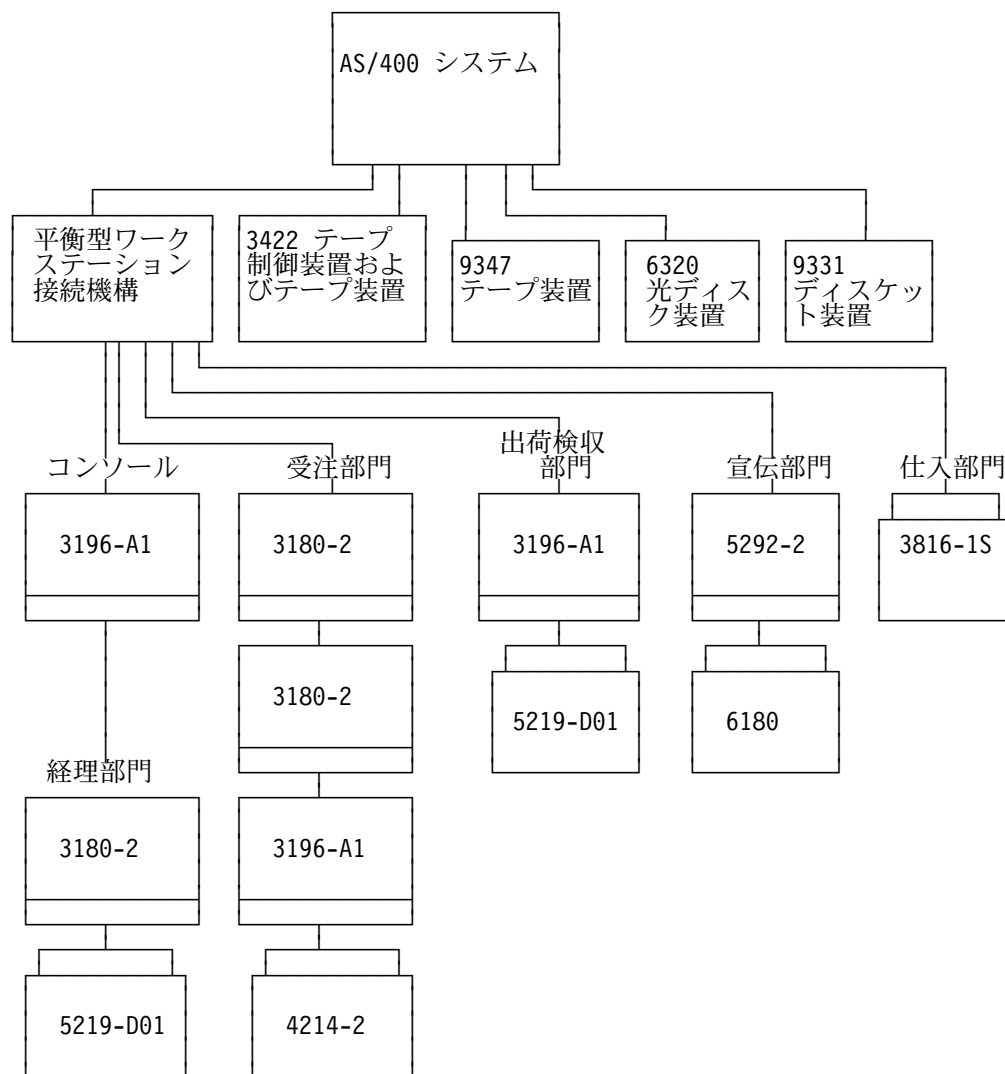 AS/400 システム
平衡型ワーク
ステーション
接続機構
3422 テープ
制御装置およ
びテープ装置
9347
テープ装置
6320
光ディス
ク装置
9331
ディスケッ
ト装置
コンソール
受注部門
出荷検収
部門
宣伝部門
仕入部門
3196-A1
3180-2
3196-A1
5292-2
3816-1S
3180-2
5219-D01
6180
経理部門
3180-2
3196-A1
5219-D01
4214-2